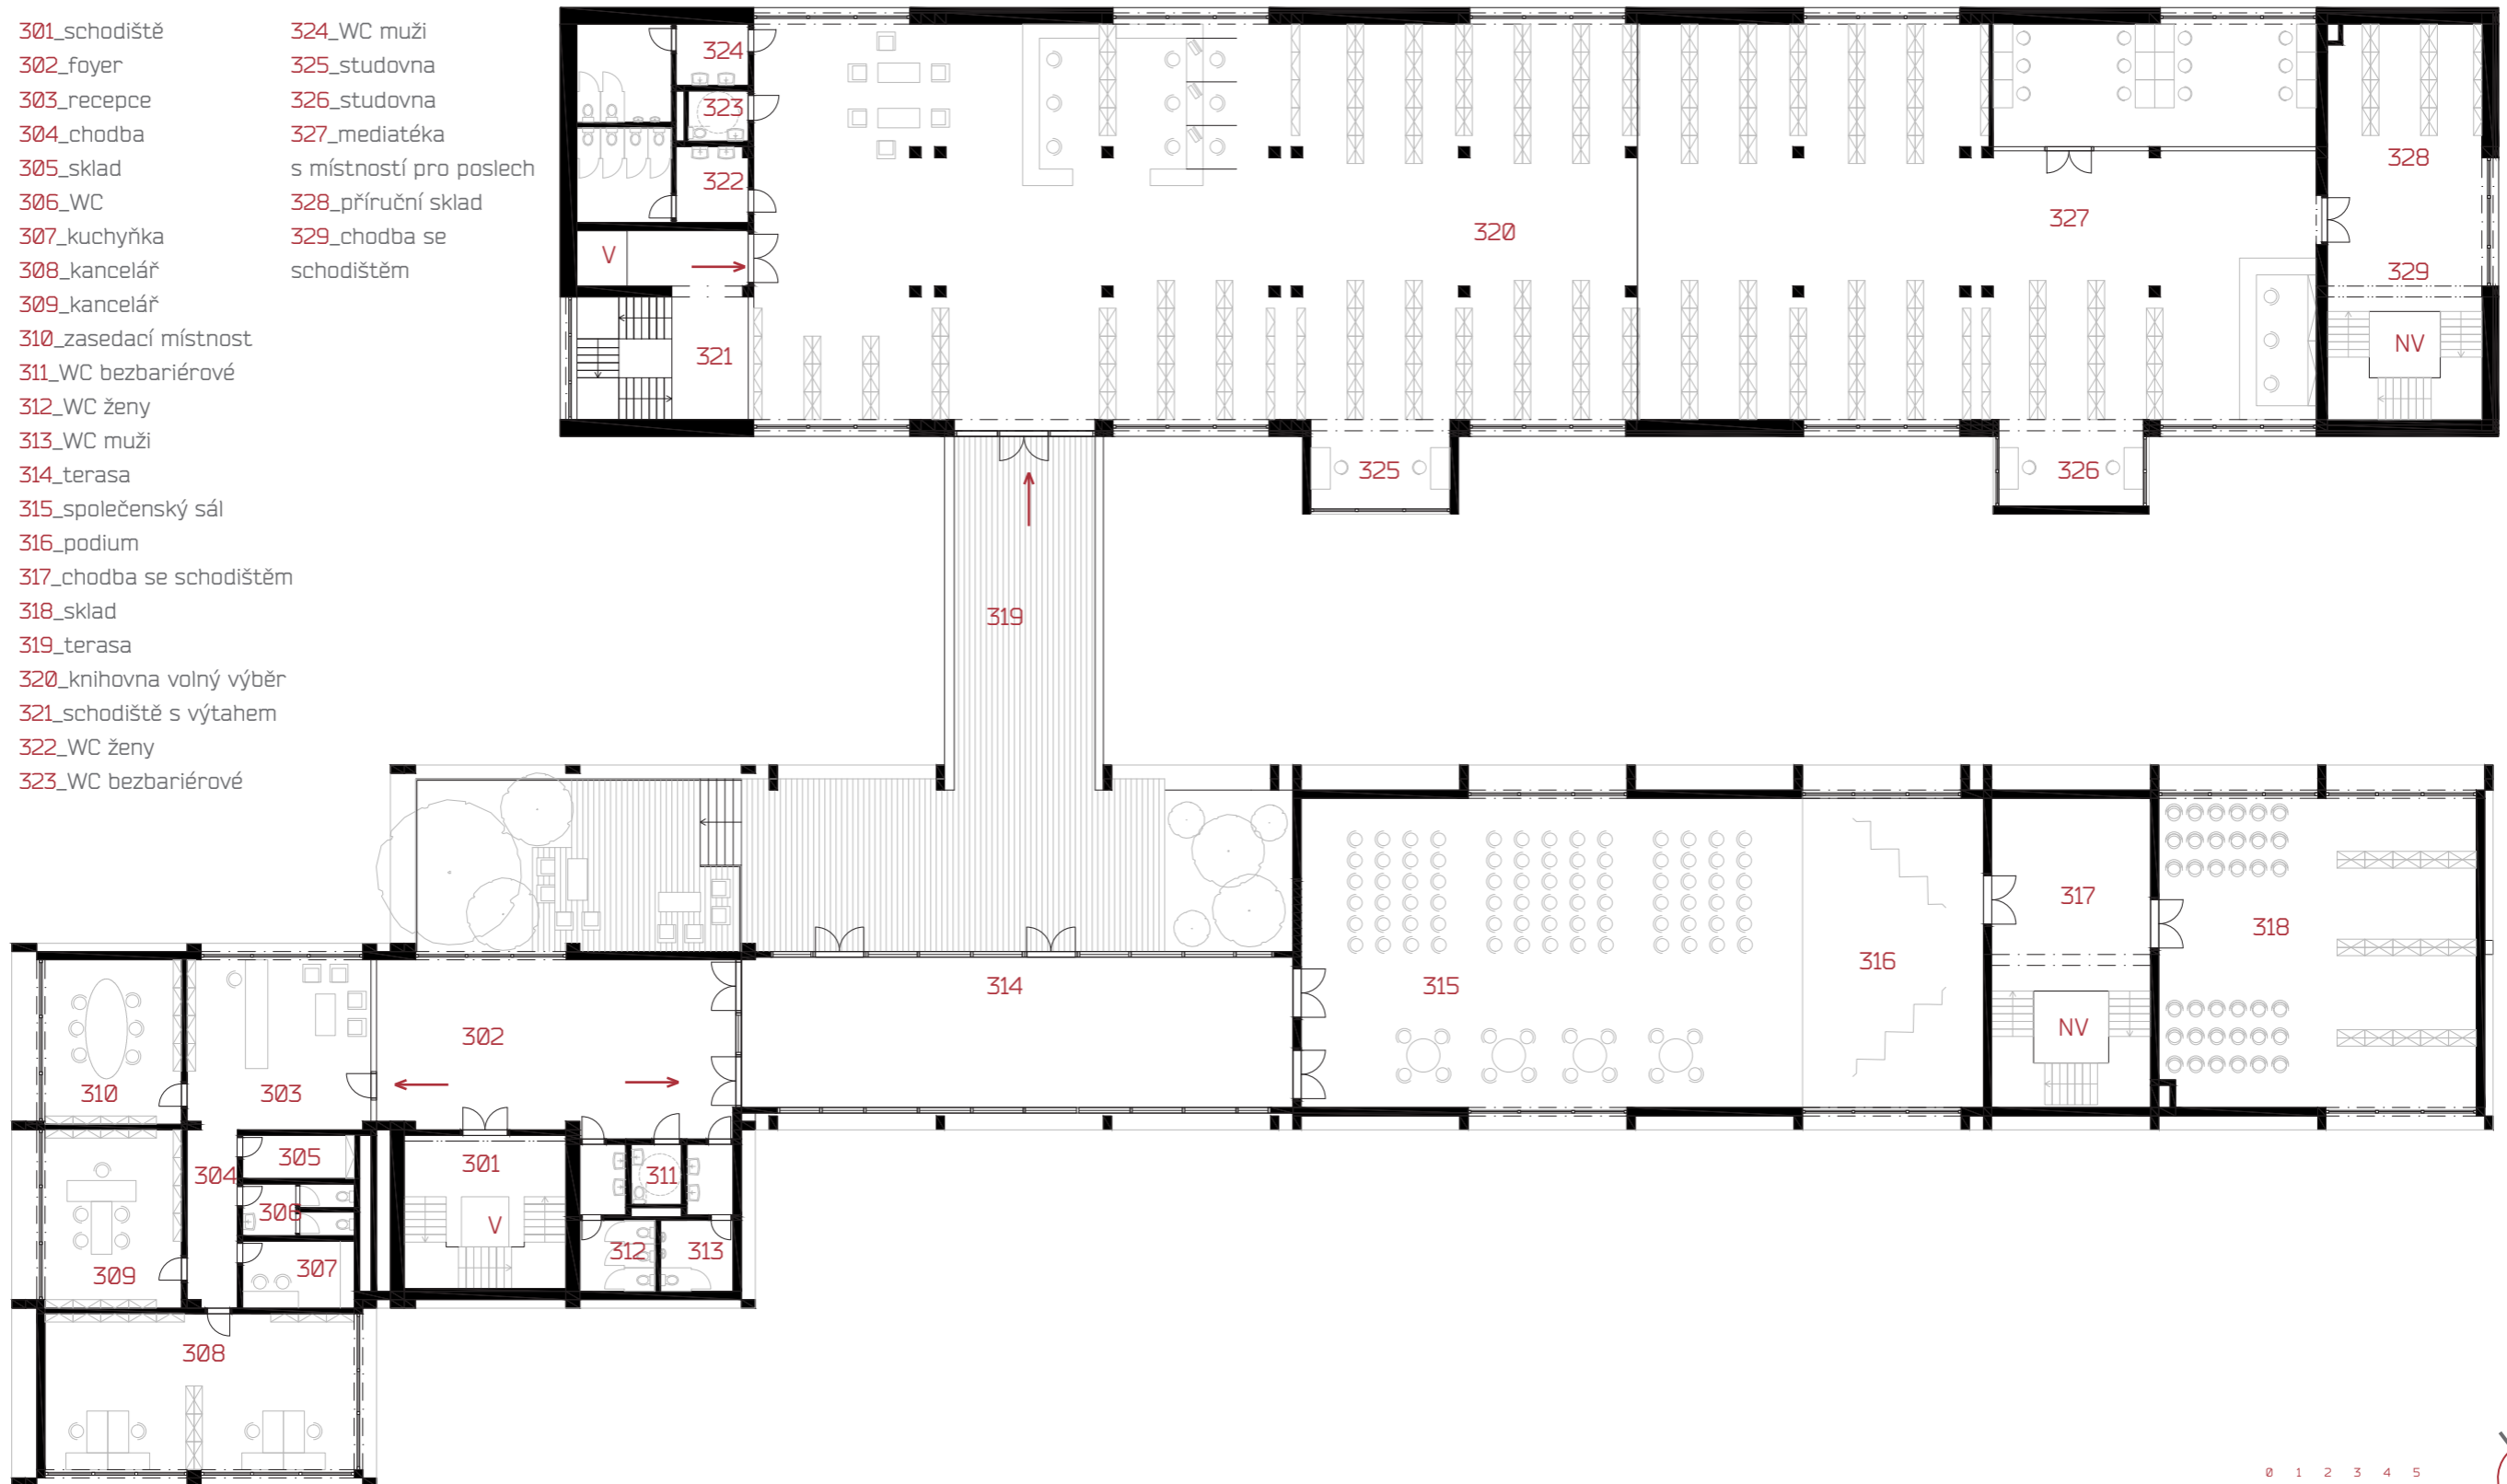 301_schodiště
302_foyer
303_recepce
304_chodba
305_sklad
306_WC
307_kuchyňka
308_kancelář
309_kancelář
310_zasedací místnost
311_WC bezbariérové
312_WC ženy
313_WC muži
314_terasa
315_společenský sál
316_podium
317_chodba se schodištěm
318_sklad
319_terasa
320_knihovna volný výběr
321_schodiště s výtahem
322_WC ženy
323_WC bezbariérové
324_WC muži
325_studovna
326_studovna
327_mediatéka
s místností pro poslech
328_příruční sklad
329_chodba se
schodištěm
324
323
322
V
321
320
327
328
329
NV
325
326
319
314
315
316
317
NV
318
302
310
303
301
V
304
305
306
307
311
312
313
309
308
0 1 2 3 4 5